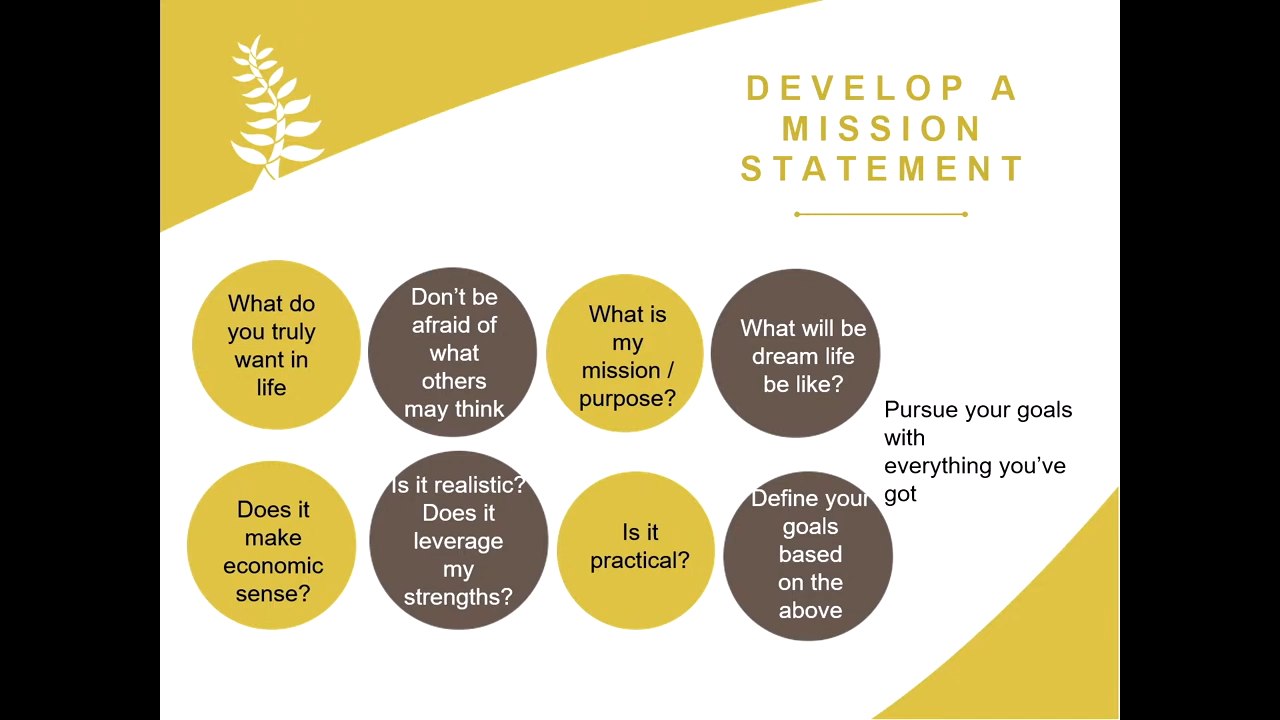 DEVELOP A
MISSION
STATEMENT
What do
you truly
want in
life
Don’t be
afraid of
what
others
may think
What is
my
mission /
purpose?
What will be
dream life
be like?
Pursue your goals
with
everything you’ve
got
Does it
make
economic
sense?
Is it realistic?
Does it
leverage
my
strengths?
Is it
practical?
Define your
goals
based
on the
above